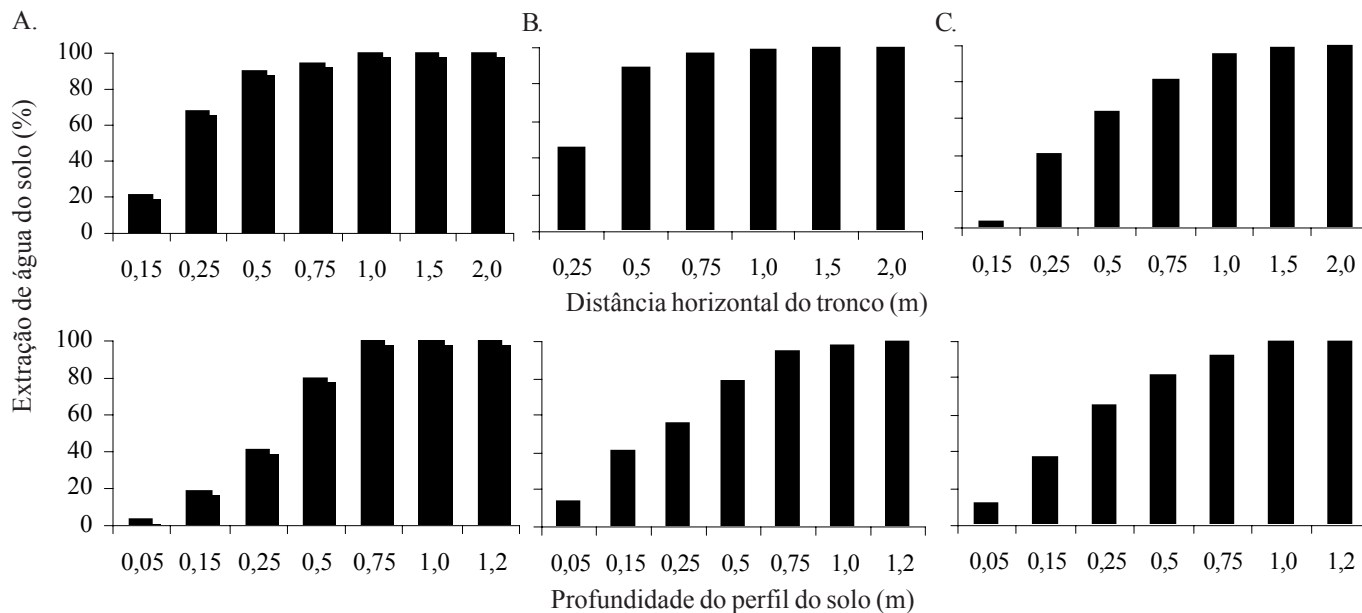 A.
B.
C.
Extração de água do solo (%)
100
80
60
40
20
0
0,15 0,25 0,5 0,75 1,0 1,5 2,0
0,25 0,5 0,75 1,0 1,5 2,0
0,15 0,25 0,5 0,75 1,0 1,5 2,0
Distância horizontal do tronco (m)
100
80
60
40
20
0
0,05 0,15 0,25 0,5 0,75 1,0 1,2
0,05 0,15 0,25 0,5 0,75 1,0 1,2
0,05 0,15 0,25 0,5 0,75 1,0 1,2
Profundidade do perfil do solo (m)